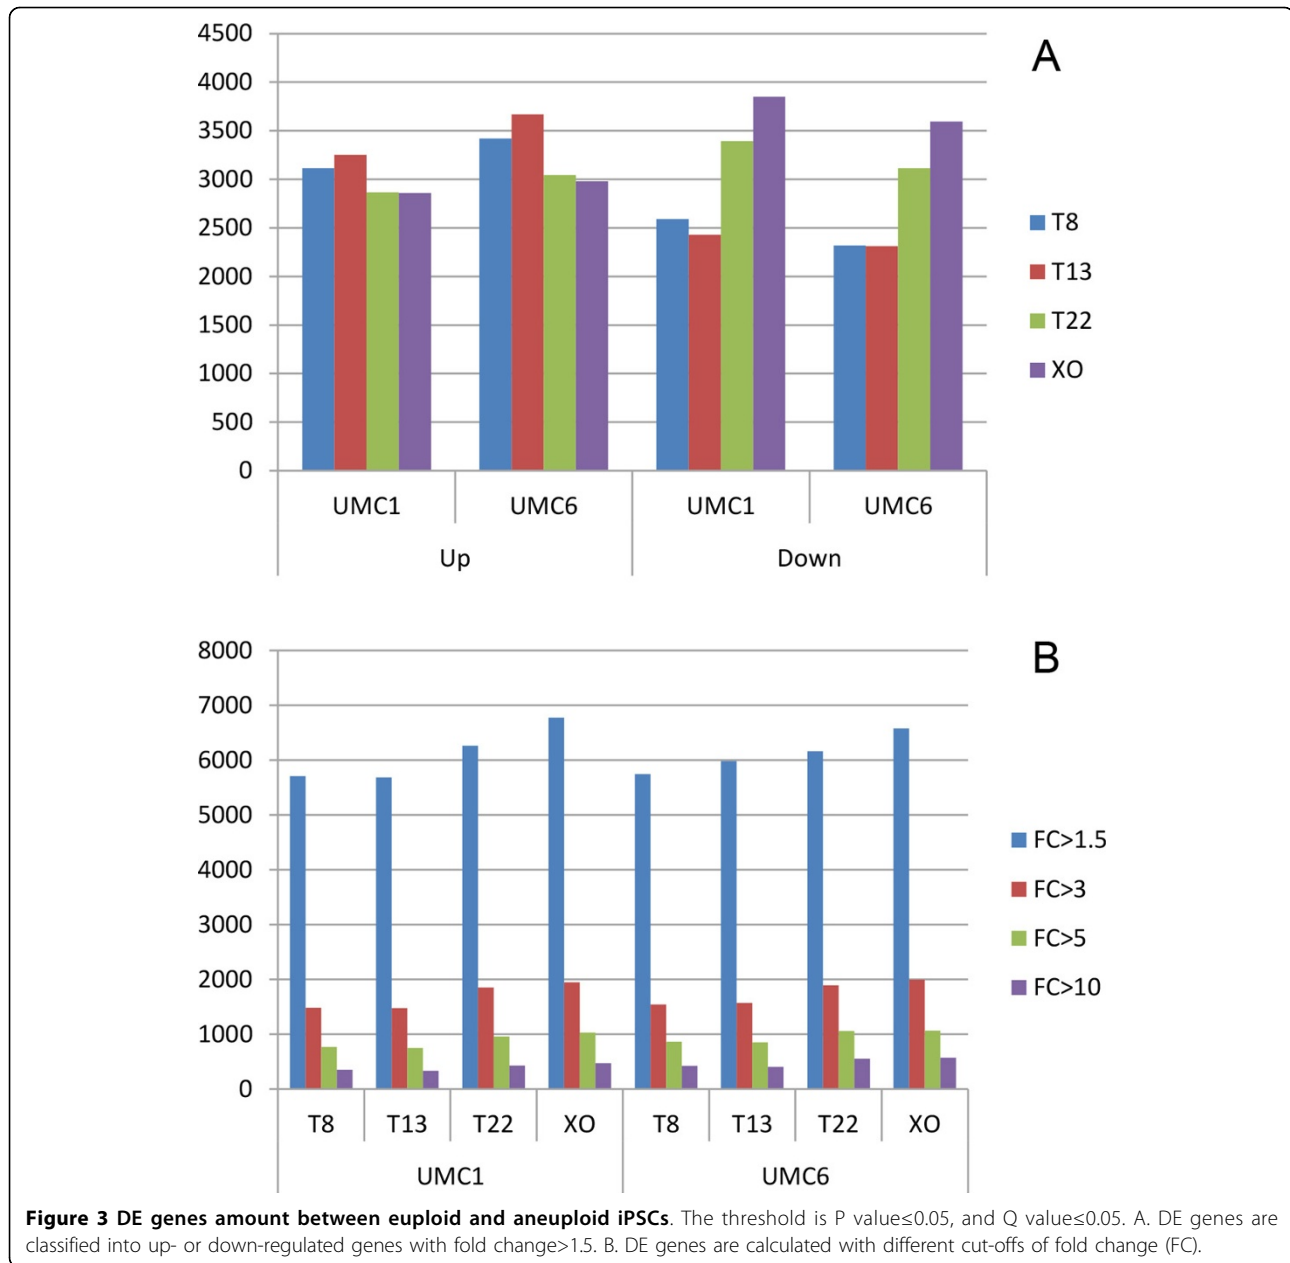 A
4500
4000
3500
3000
2500
2000
1500
1000
500
0
T8
T13
T22
XO
UMC1 UMC6 UMC1 UMC6
Up Down
B
8000
7000
6000
5000
4000
3000
2000
1000
0
FC>1.5
FC>3
FC>5
FC>10
T8 T13 T22 XO T8 T13 T22 XO
UMC1 UMC6
Figure 3 DE genes amount between euploid and aneuploid iPSCs. The threshold is P value≤0.05, and Q value≤0.05. A. DE genes are
classified into up- or down-regulated genes with fold change>1.5. B. DE genes are calculated with different cut-offs of fold change (FC).